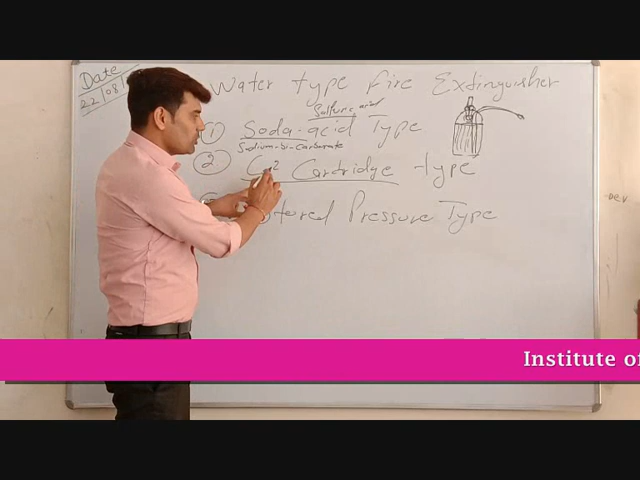 Date
22/08/
Water type Fire Extinguisher
Sulfuric acid
① Soda-acid Type
Sodium-bi-carbonate
② Cartridge type
Stored Pressure Type
Institute of